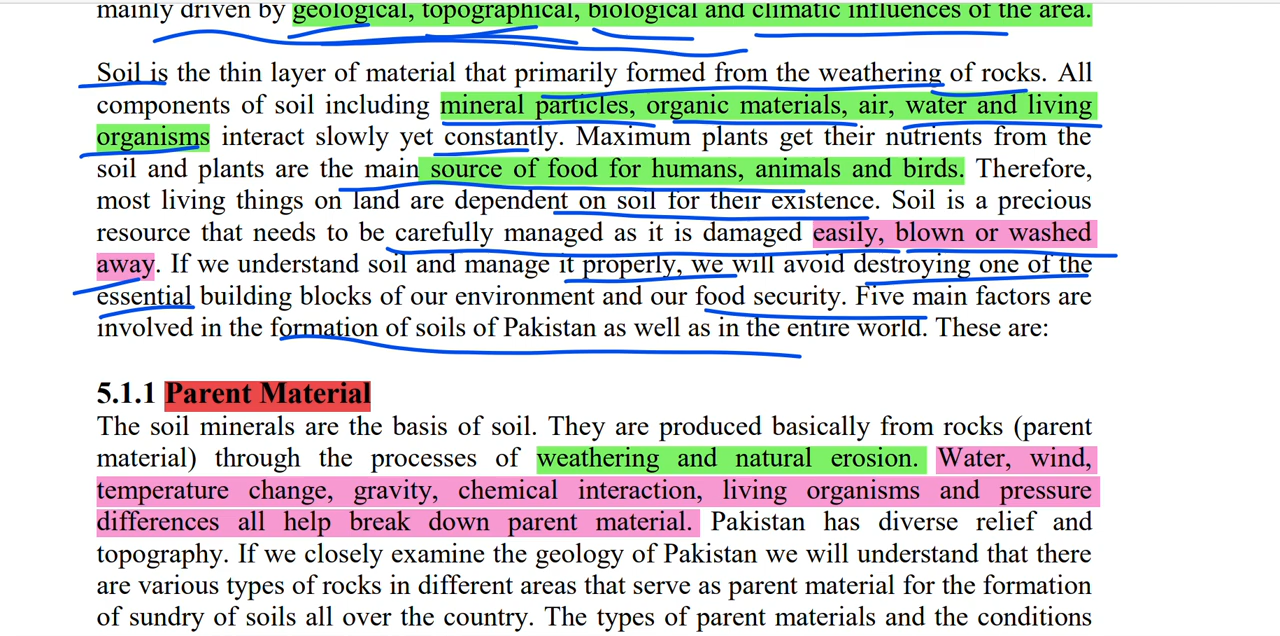 mainly driven by geological, topographical, biological and climatic influences of the area.
Soil is the thin layer of material that primarily formed from the weathering of rocks. All
components of soil including mineral particles, organic materials, air, water and living
organisms interact slowly yet constantly. Maximum plants get their nutrients from the
soil and plants are the main source of food for humans, animals and birds. Therefore,
most living things on land are dependent on soil for their existence. Soil is a precious
resource that needs to be carefully managed as it is damaged easily, blown or washed
away. If we understand soil and manage it properly, we will avoid destroying one of the
essential building blocks of our environment and our food security. Five main factors are
involved in the formation of soils of Pakistan as well as in the entire world. These are:
5.1.1 Parent Material
The soil minerals are the basis of soil. They are produced basically from rocks (parent
material) through the processes of weathering and natural erosion. Water, wind,
temperature change, gravity, chemical interaction, living organisms and pressure
differences all help break down parent material. Pakistan has diverse relief and
topography. If we closely examine the geology of Pakistan we will understand that there
are various types of rocks in different areas that serve as parent material for the formation
of sundry of soils all over the country. The types of parent materials and the conditions